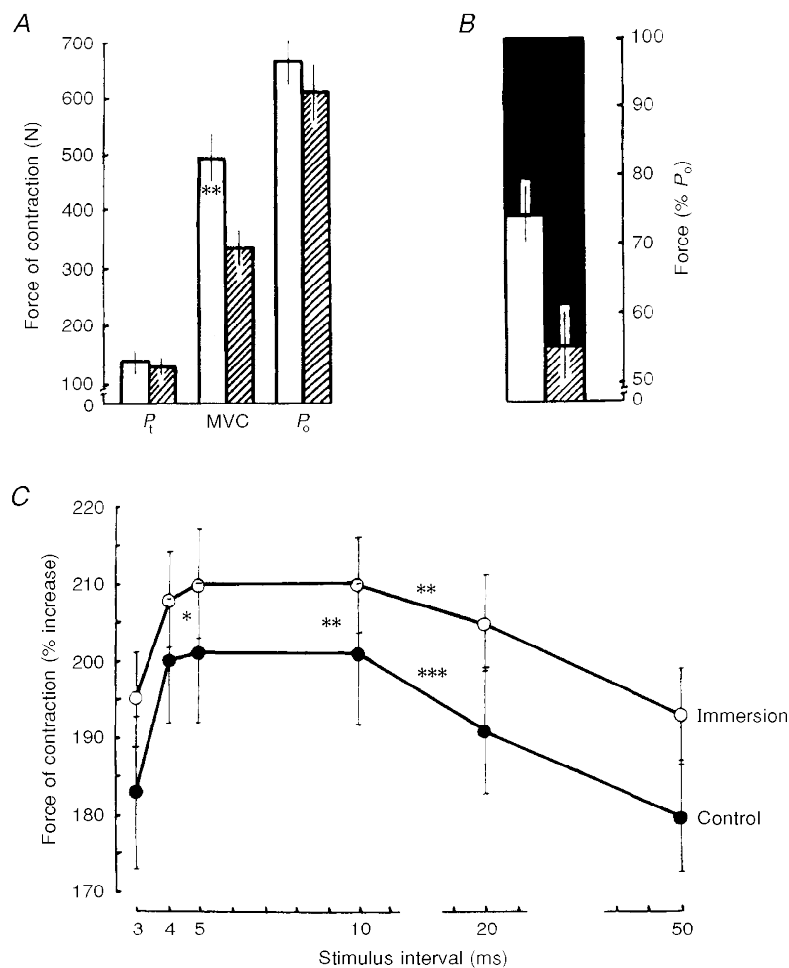 A
Force of contraction (N)
700
600
500
400
300
200
100
0
**
Pt
MVC
Po
B
100
90
80
70
60
50
0
Force (% Po)
C
Force of contraction (% increase)
220
210
200
190
180
170
*
**
**
***
Immersion
Control
3 4 5 10 20 50
Stimulus interval (ms)